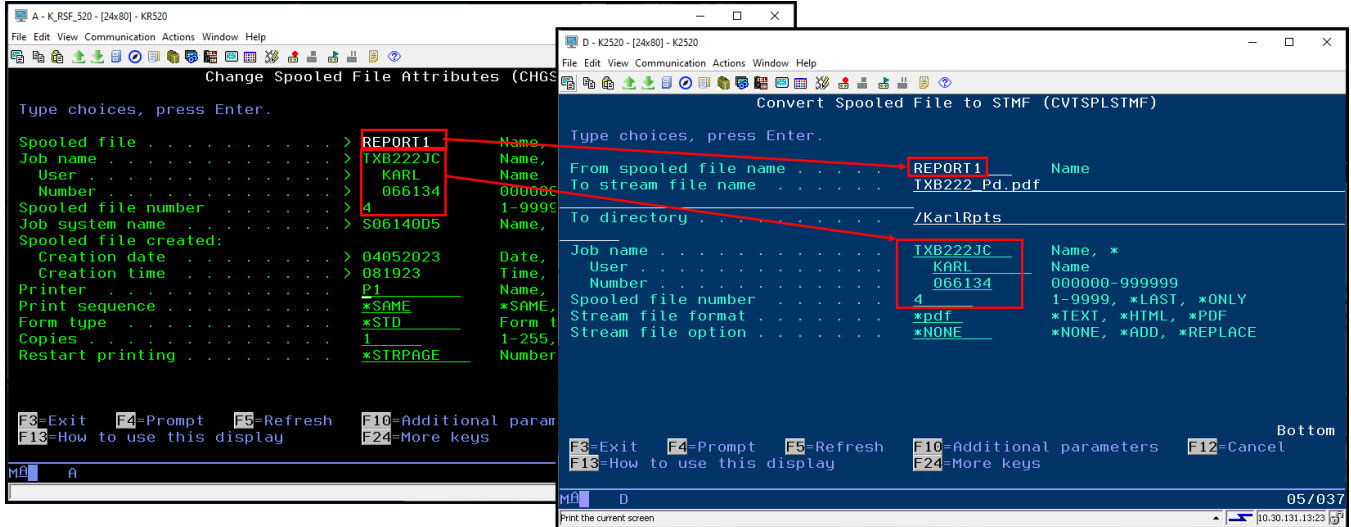 A - K_RSF_520 - [24x80] - KR520
File Edit View Communication Actions Window Help
Change Spooled File Attributes (CHGS
Type choices, press Enter.
Spooled file . . . . . . . . . . . . > REPORT1 Name,
Job name . . . . . . . . . . . . . . > TXB222JC Name,
User . . . . . . . . . . . . . . . > KARL Name
Number . . . . . . . . . . . . . . > 066134 000000
Spooled file number . . . . . . . > 4 1-9999
Job system name . . . . . . . . . > S06140D5 Name,
Spooled file created:
Creation date . . . . . . . . . > 04052023 Date,
Creation time . . . . . . . . . > 081923 Time,
Printer . . . . . . . . . . . . . . P1 Name,
Print sequence . . . . . . . . . . *SAME *SAME,
Form type . . . . . . . . . . . . . *STD Form t
Copies . . . . . . . . . . . . . . . 1 1-255,
Restart printing . . . . . . . . . *STRPAGE Number
F3=Exit F4=Prompt F5=Refresh F10=Additional param
F13=How to use this display F24=More keys
MA A
D - K2520 - [24x80] - K2520
File Edit View Communication Actions Window Help
Convert Spooled File to STMF (CVTSPLSTMF)
Type choices, press Enter.
From spooled file name . . . . . REPORT1 Name
To stream file name . . . . . . TXB222_Pd.pdf
To directory . . . . . . . . . . /KarlRpts
Job name . . . . . . . . . . . . TXB222JC Name, *
User . . . . . . . . . . . . . KARL Name
Number . . . . . . . . . . . . 066134 000000-999999
Spooled file number . . . . . . 4 1-9999, *LAST, *ONLY
Stream file format . . . . . . . *pdf *TEXT, *HTML, *PDF
Stream file option . . . . . . . *NONE *NONE, *ADD, *REPLACE
Bottom
F3=Exit F4=Prompt F5=Refresh F10=Additional parameters F12=Cancel
F13=How to use this display F24=More keys
MA D 05/037
Print the current screen 10.30.131.13:23